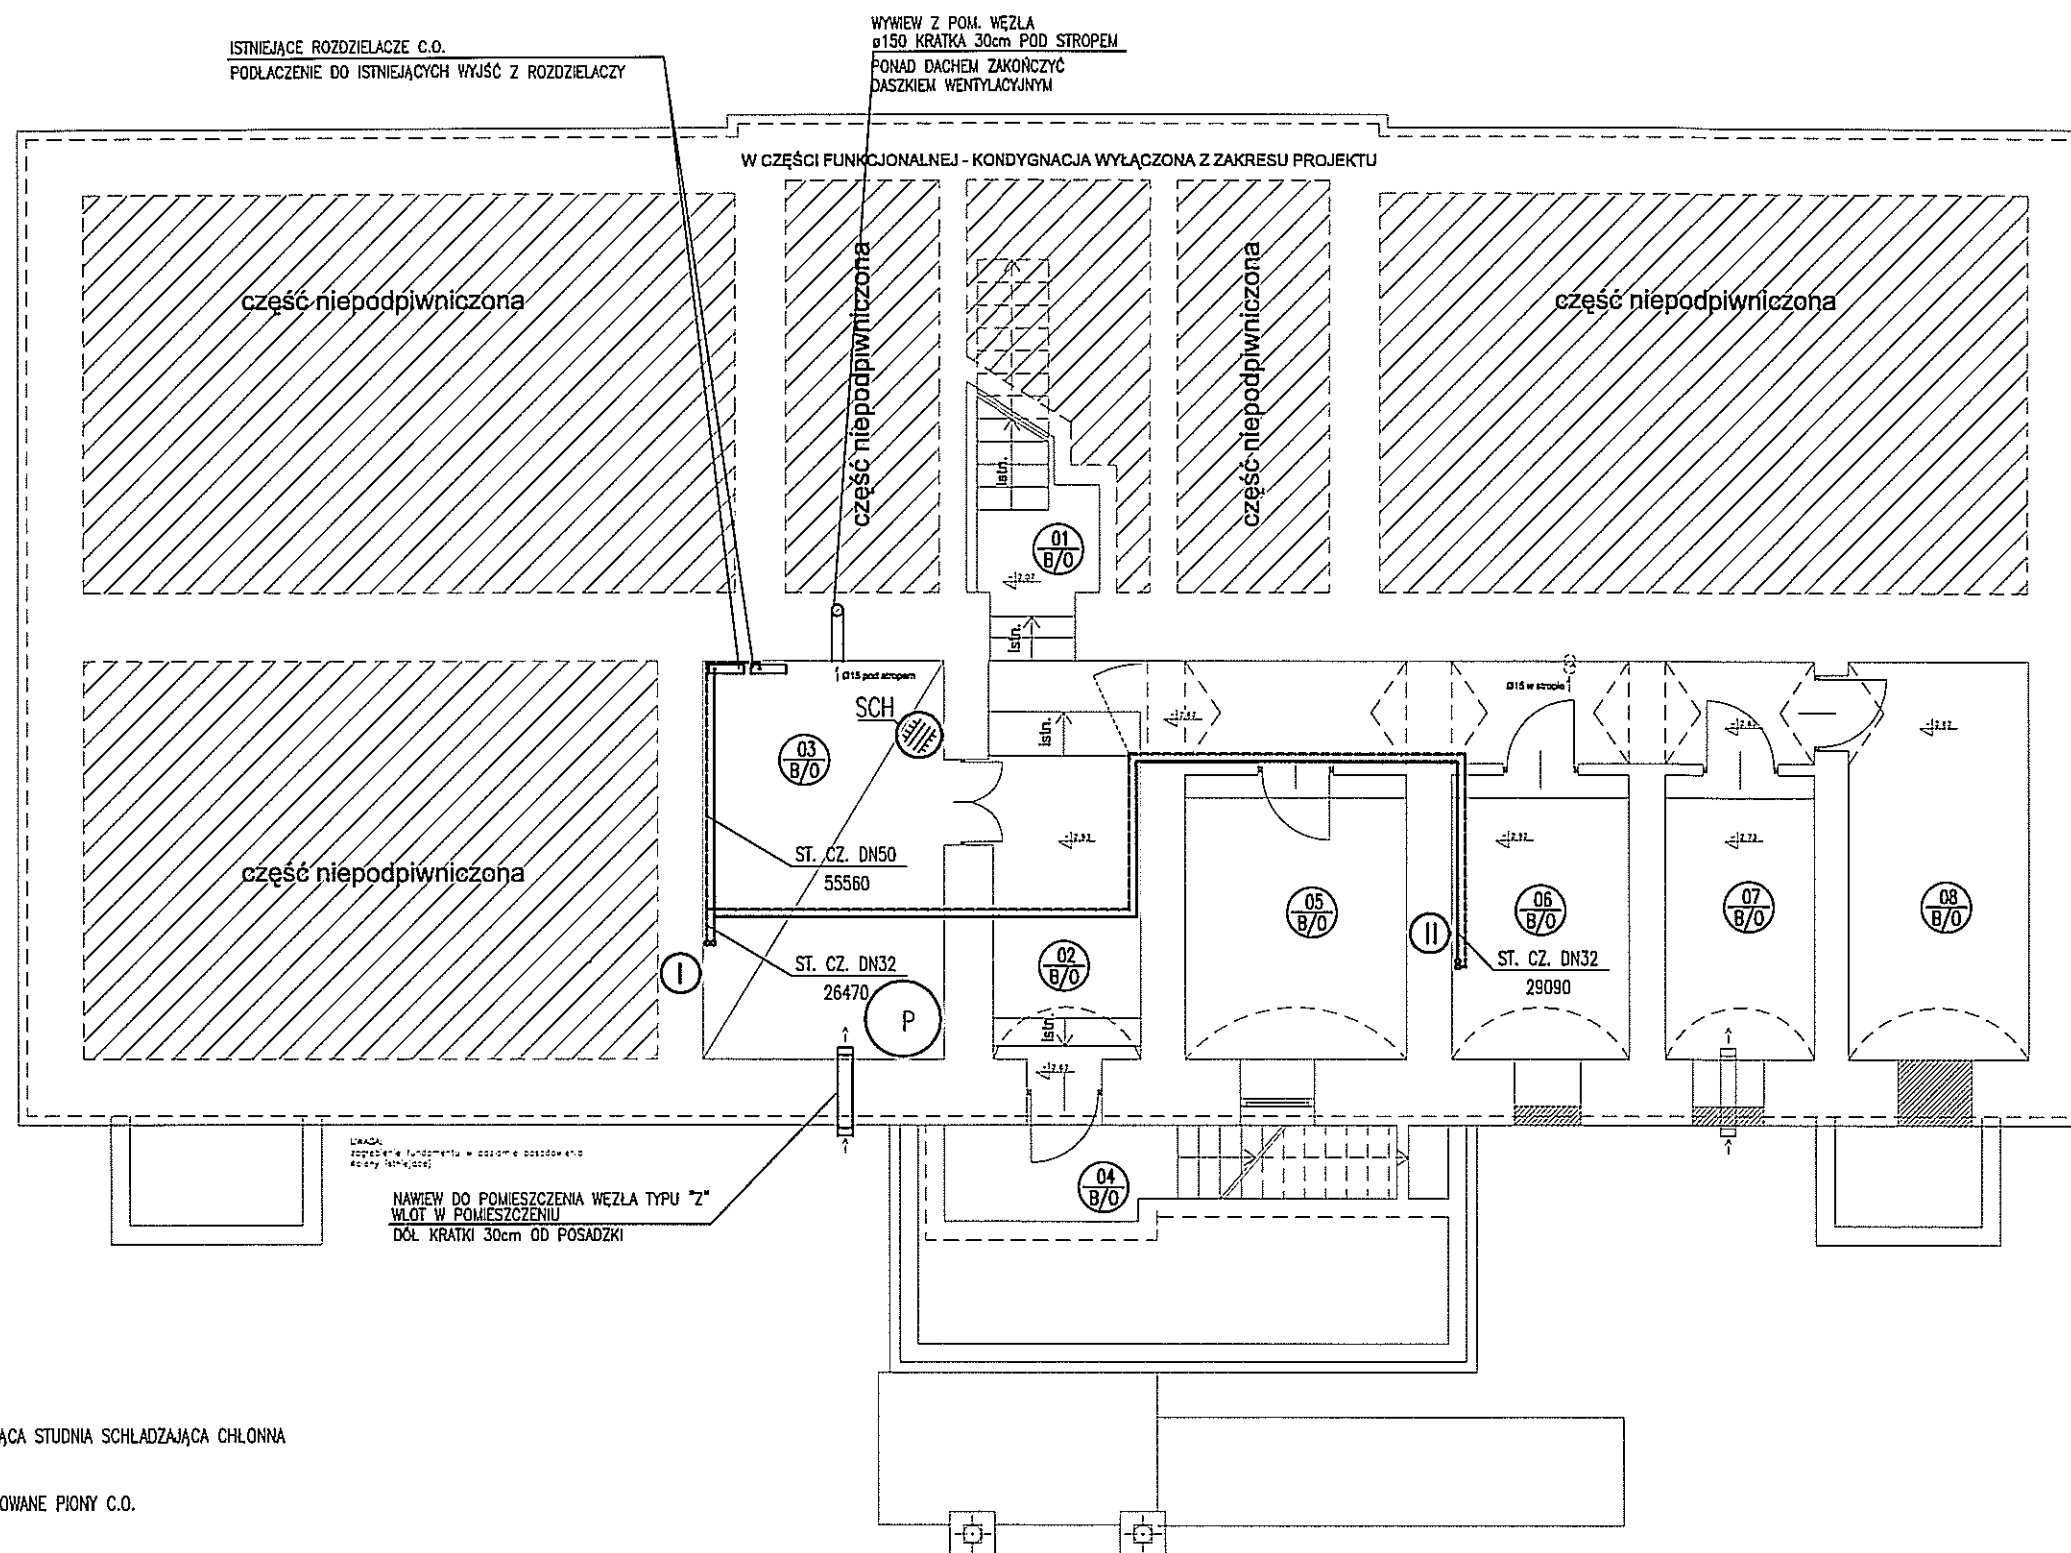 ISTNIEJĄCE ROZDZIELACZE C.O.
PODŁACZENIE DO ISTNIEJĄCYCH WYJŚĆ Z ROZDZIELACZY
WYWIEW Z POM. WĘZŁA
ø150 KRATKA 30cm POD STROPEM
PONAD DACHEM ZAKOŃCZYĆ
DASZKIEM WENTYLACYJNYM
W CZĘŚCI FUNKCJONALNEJ - KONDYGNACJA WYŁĄCZONA Z ZAKRESU PROJEKTU
część niepodpiwniczona
część niepodpiwniczona
część niepodpiwniczona
część niepodpiwniczona
istn.
01
B/0
istn.
Ø15 pod stropem
SCH
03
B/0
istn.
Ø15 w stropie
ST. CZ. DN50
55560
część niepodpiwniczona
05
B/0
06
B/0
07
B/0
08
B/0
II
I
ST. CZ. DN32
26470
02
B/0
ST. CZ. DN32
29090
P
istn.
UWAGA:
04
B/0
NAWIEW DO POMIESZCZENIA WĘZŁA TYPU "Z"
WLOT W POMIESZCZENIU
DÓŁ KRATKI 30cm OD POSADZKI
ĄCA STUDNIA SCHŁADZAJĄCA CHŁONNA
OWANE PIONY C.O.